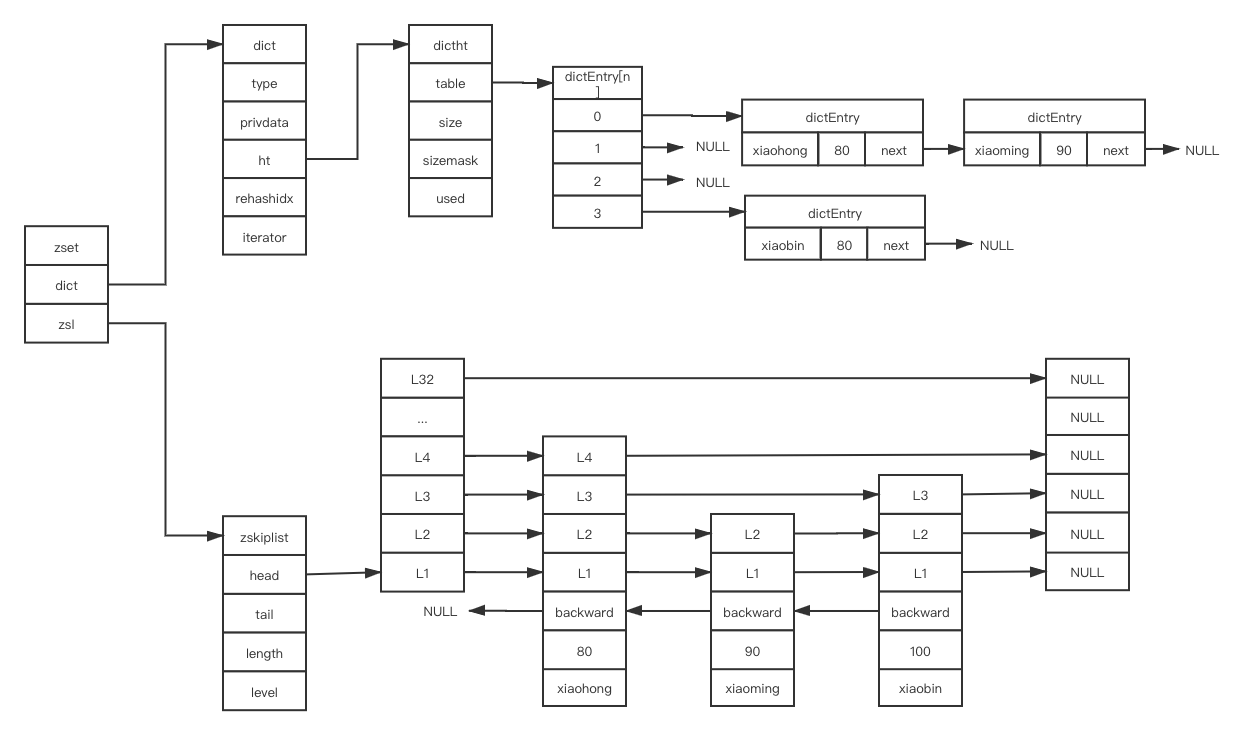 zset
dict
zsl
dict
type
privdata
ht
rehashidx
iterator
dictht
table
size
sizemask
used
dictEntry[n
]
0
1
2
3
NULL
NULL
dictEntry
xiaohong 80 next
dictEntry
xiaoming 90 next
NULL
dictEntry
xiaobin 80 next
NULL
zskiplist
head
tail
length
level
L32
...
L4
L3
L2
L1
NULL
L4
L3
L2
L1
backward
80
xiaohong
L2
L1
backward
90
xiaoming
L3
L2
L1
backward
100
xiaobin
NULL
NULL
NULL
NULL
NULL
NULL